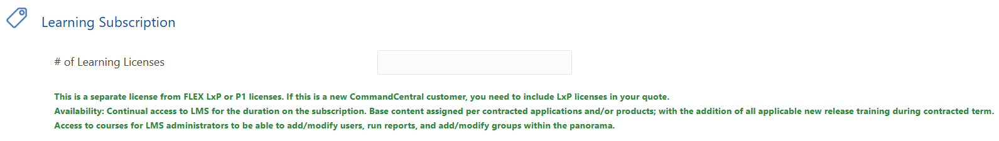 Learning Subscription
# of Learning Licenses
This is a separate license from FLEX LxP or P1 licenses. If this is a new CommandCentral customer, you need to include LxP licenses in your quote.
Availability: Continual access to LMS for the duration on the subscription. Base content assigned per contracted applications and/or products; with the addition of all applicable new release training during contracted term.
Access to courses for LMS administrators to be able to add/modify users, run reports, and add/modify groups within the panorama.